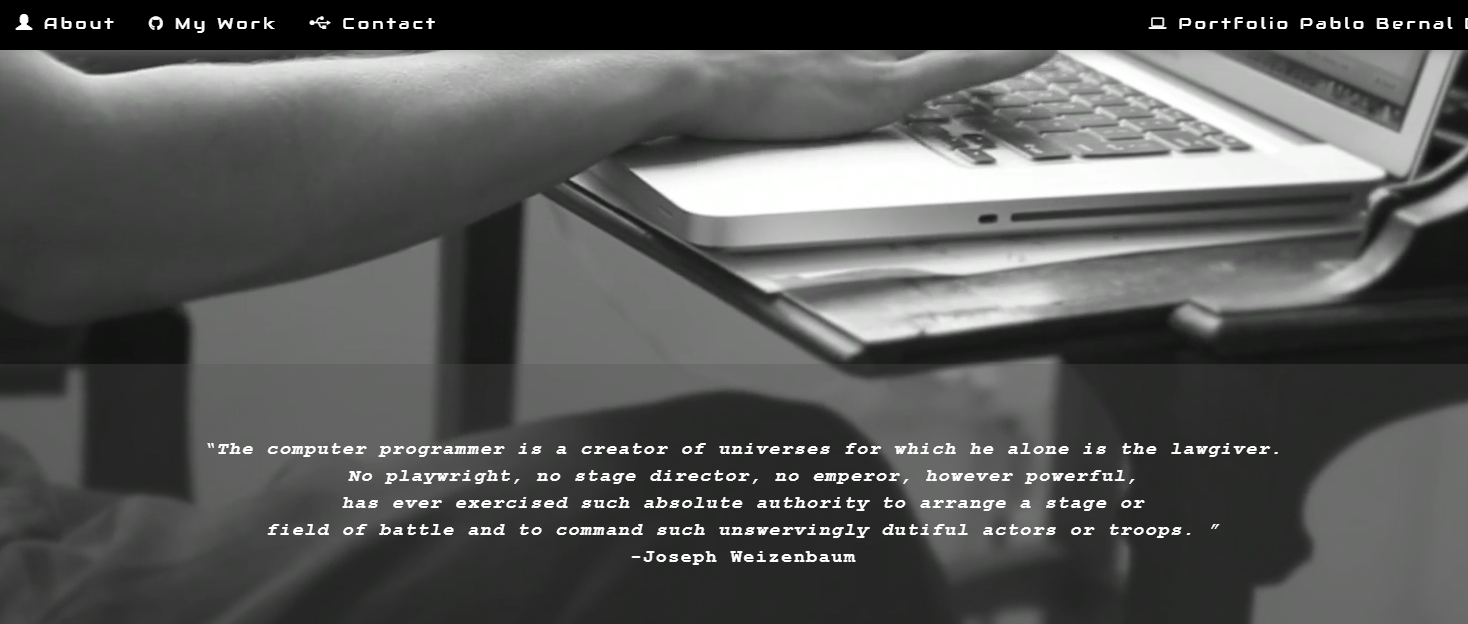 About My Work Contact Portfolio Pablo Bernal
“The computer programmer is a creator of universes for which he alone is the lawgiver.
No playwright, no stage director, no emperor, however powerful,
has ever exercised such absolute authority to arrange a stage or
field of battle and to command such unswervingly dutiful actors or troops. ”
-Joseph Weizenbaum